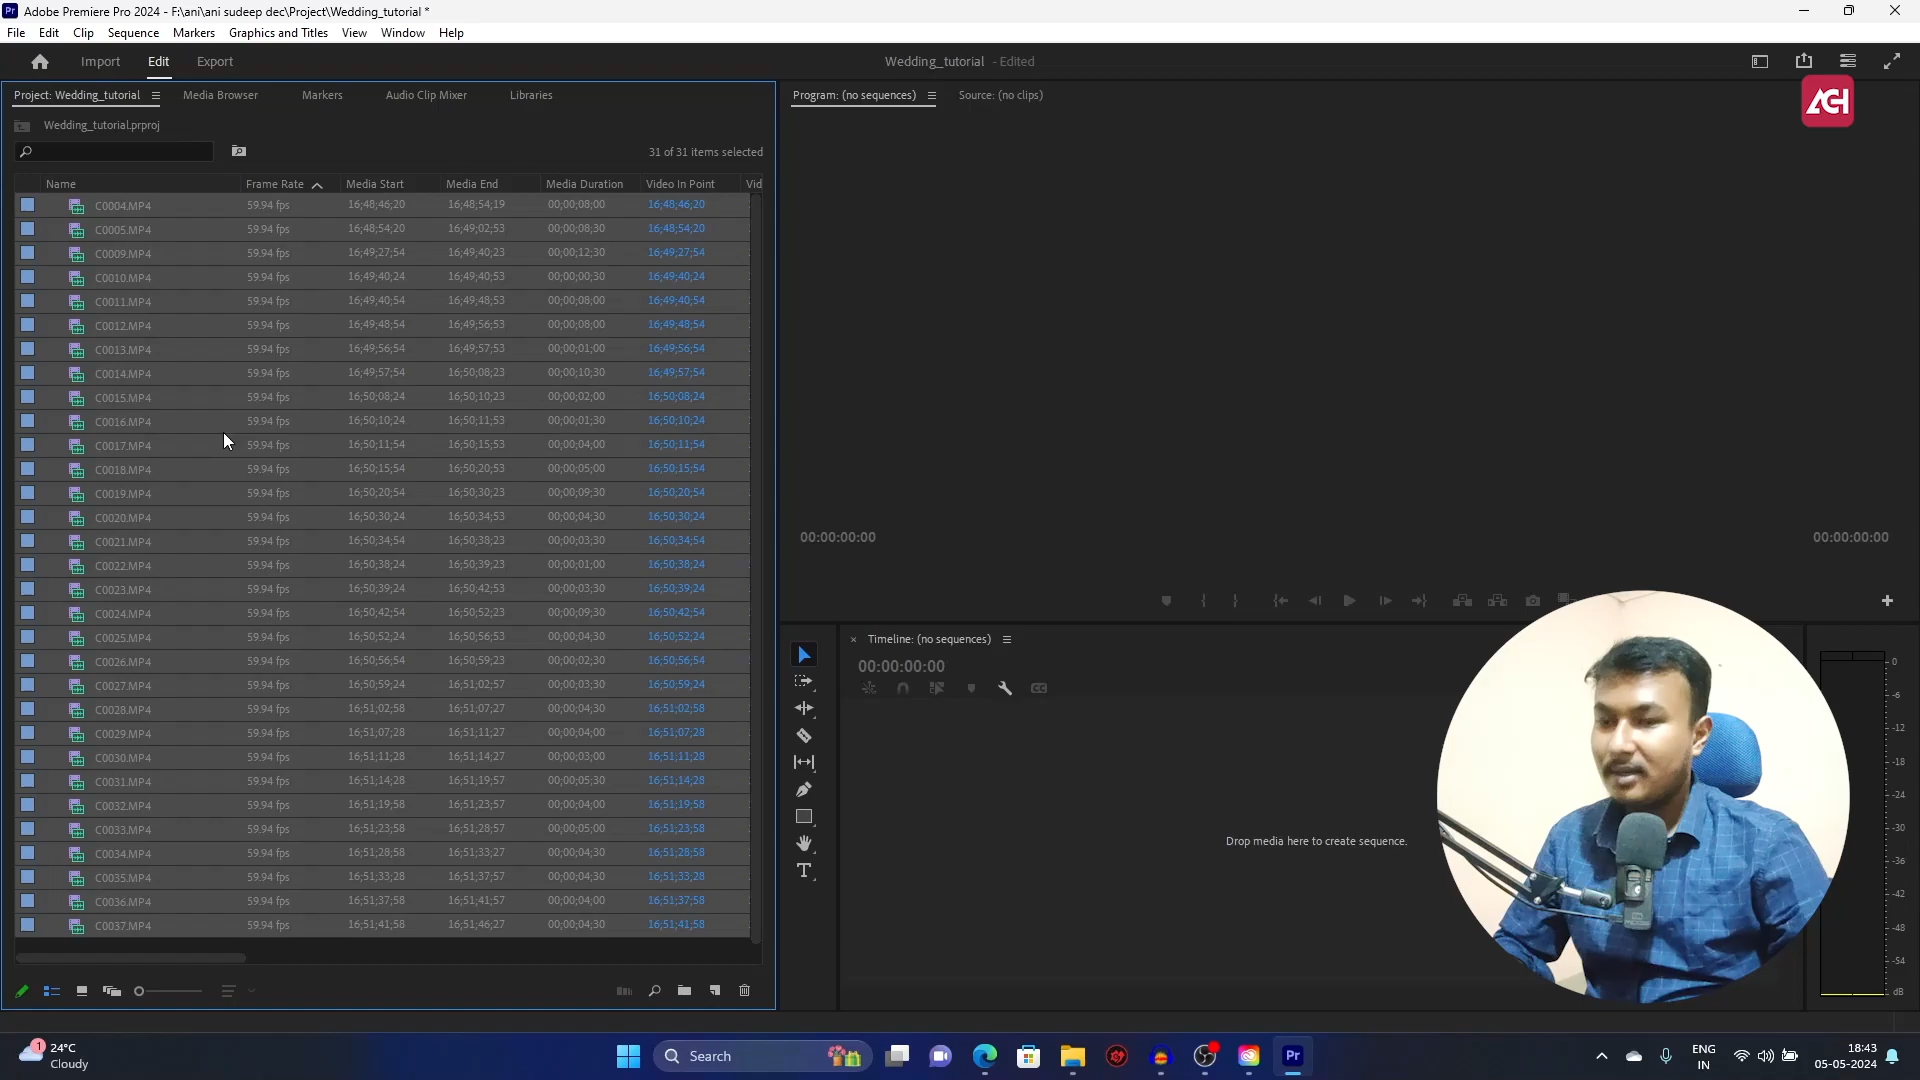 Adobe Premiere Pro 2024 - F:\ani\ani sudeep dec\Project\Wedding_tutorial *
File Edit Clip Sequence Markers Graphics and Titles View Window Help
Import Edit Export
Wedding_tutorial - Edited
Project: Wedding_tutorial Media Browser Markers Audio Clip Mixer Libraries
Program: (no sequences) Source: (no clips)
ACI
Wedding_tutorial.prproj
31 of 31 items selected
Name Frame Rate Media Start Media End Media Duration Video In Point Vid
C0004.MP4 59.94 fps 16;48;46;20 16;48;54;19 00;00;08;00 16;48;46;20
C0005.MP4 59.94 fps 16;48;54;20 16;49;02;53 00;00;08;30 16;48;54;20
C0009.MP4 59.94 fps 16;49;27;54 16;49;40;23 00;00;12;30 16;49;27;54
C0010.MP4 59.94 fps 16;49;40;24 16;49;40;53 00;00;00;30 16;49;40;24
C0011.MP4 59.94 fps 16;49;40;54 16;49;48;53 00;00;08;00 16;49;40;54
C0012.MP4 59.94 fps 16;49;48;54 16;49;56;53 00;00;08;00 16;49;48;54
C0013.MP4 59.94 fps 16;49;56;54 16;49;57;53 00;00;01;00 16;49;56;54
C0014.MP4 59.94 fps 16;49;57;54 16;50;08;23 00;00;10;30 16;49;57;54
C0015.MP4 59.94 fps 16;50;08;24 16;50;10;23 00;00;02;00 16;50;08;24
C0016.MP4 59.94 fps 16;50;10;24 16;50;11;53 00;00;01;30 16;50;10;24
C0017.MP4 59.94 fps 16;50;11;54 16;50;15;53 00;00;04;00 16;50;11;54
C0018.MP4 59.94 fps 16;50;15;54 16;50;20;53 00;00;05;00 16;50;15;54
C0019.MP4 59.94 fps 16;50;20;54 16;50;30;23 00;00;09;30 16;50;20;54
C0020.MP4 59.94 fps 16;50;30;24 16;50;34;53 00;00;04;30 16;50;30;24
C0021.MP4 59.94 fps 16;50;34;54 16;50;38;23 00;00;03;30 16;50;34;54
C0022.MP4 59.94 fps 16;50;38;24 16;50;39;23 00;00;01;00 16;50;38;24
C0023.MP4 59.94 fps 16;50;39;24 16;50;42;53 00;00;03;30 16;50;39;24
C0024.MP4 59.94 fps 16;50;42;54 16;50;52;23 00;00;09;30 16;50;42;54
C0025.MP4 59.94 fps 16;50;52;24 16;50;56;53 00;00;04;30 16;50;52;24
C0026.MP4 59.94 fps 16;50;56;54 16;50;59;23 00;00;02;30 16;50;56;54
C0027.MP4 59.94 fps 16;50;59;24 16;51;02;57 00;00;03;30 16;50;59;24
C0028.MP4 59.94 fps 16;51;02;58 16;51;07;27 00;00;04;30 16;51;02;58
C0029.MP4 59.94 fps 16;51;07;28 16;51;11;27 00;00;04;00 16;51;07;28
C0030.MP4 59.94 fps 16;51;11;28 16;51;14;27 00;00;03;00 16;51;11;28
C0031.MP4 59.94 fps 16;51;14;28 16;51;19;57 00;00;05;30 16;51;14;28
C0032.MP4 59.94 fps 16;51;19;58 16;51;23;57 00;00;04;00 16;51;19;58
C0033.MP4 59.94 fps 16;51;23;58 16;51;28;57 00;00;05;00 16;51;23;58
C0034.MP4 59.94 fps 16;51;28;58 16;51;33;27 00;00;04;30 16;51;28;58
C0035.MP4 59.94 fps 16;51;33;28 16;51;37;57 00;00;04;30 16;51;33;28
C0036.MP4 59.94 fps 16;51;37;58 16;51;41;57 00;00;04;00 16;51;37;58
C0037.MP4 59.94 fps 16;51;41;58 16;51;46;27 00;00;04;30 16;51;41;58
00:00:00:00 00:00:00:00
× Timeline: (no sequences)
00:00:00:00
CC
T
Drop media here to create sequence.
0
-6
-12
-18
-24
-30
-36
-42
-48
-54
dB
1
24°C
Cloudy
Search
Pr
ENG
IN
18:43
05-05-2024